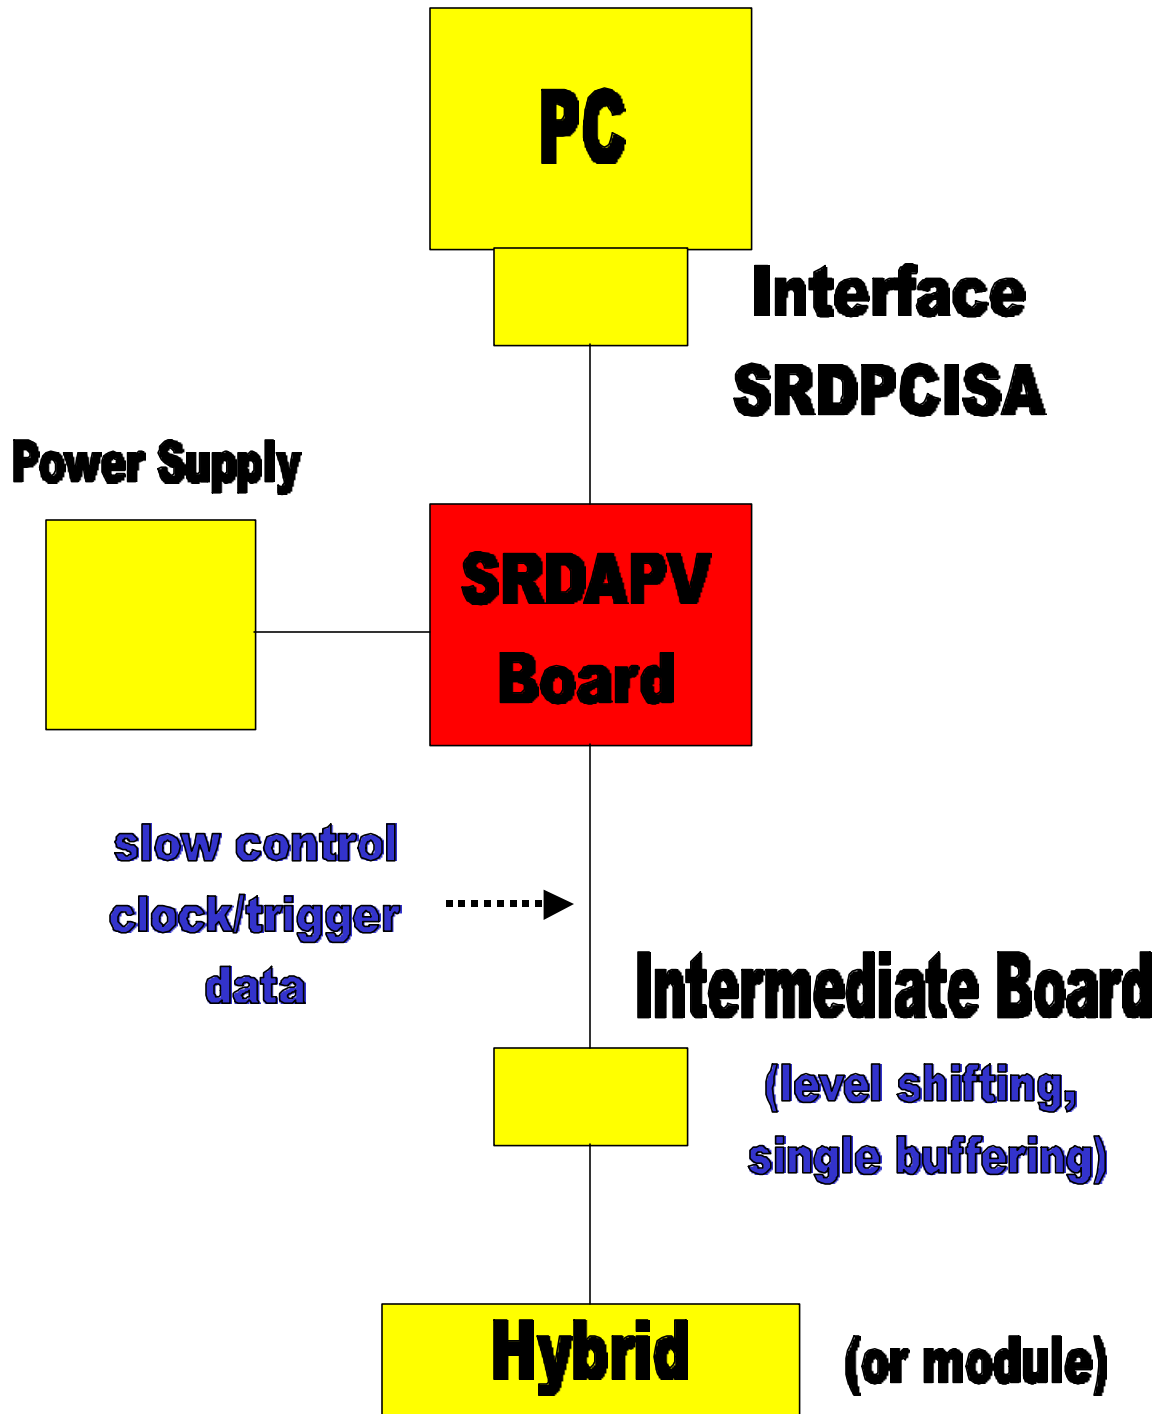 PC
Interface
SRDPCISA
Power Supply
SRDAPV
Board
slow control
clock/trigger
data
Intermediate Board
(level shifting,
single buffering)
Hybrid
(or module)